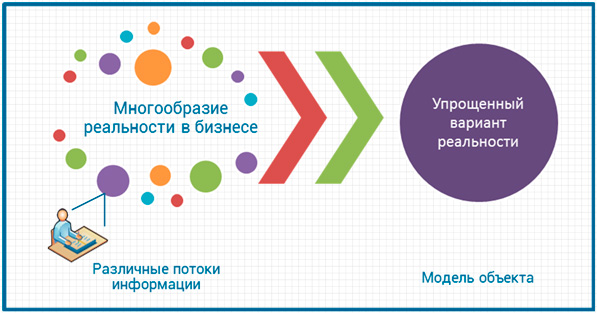 Многообразие
реальности в бизнесе
Упрощенный
вариант
реальности
Различные потоки
информации
Модель объекта